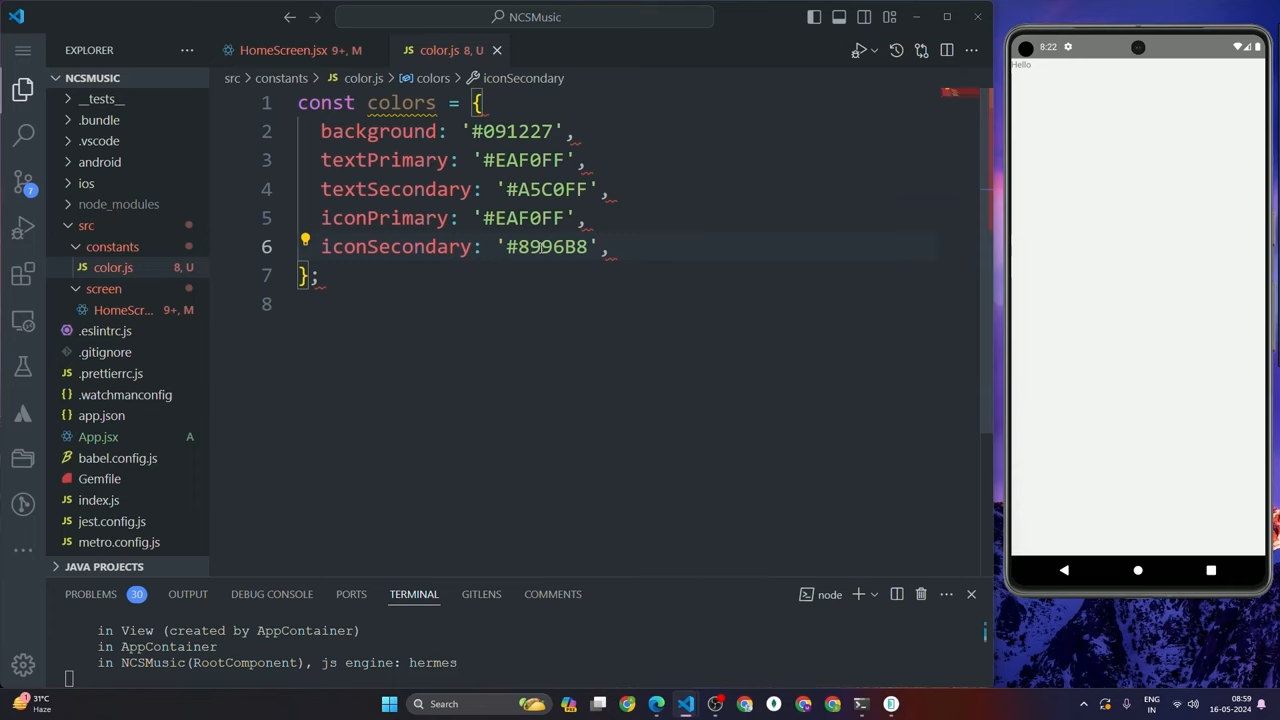 NCSMusic
EXPLORER
HomeScreen.jsx 9+, M
color.js 8, U
NCSMUSIC
src > constants > color.js > colors > iconSecondary
__tests__
.bundle
.vscode
android
ios
node_modules
src
constants
color.js 8, U
screen
HomeScr... 9+, M
.eslintrc.js
.gitignore
.prettierrc.js
.watchmanconfig
app.json
App.jsx A
babel.config.js
Gemfile
index.js
jest.config.js
metro.config.js
JAVA PROJECTS
7
1 const colors = {
2 background: '#091227',
3 textPrimary: '#EAF0FF',
4 textSecondary: '#A5C0FF',
5 iconPrimary: '#EAF0FF',
6 iconSecondary: '#8996B8',
7 };
8
PROBLEMS 30 OUTPUT DEBUG CONSOLE PORTS TERMINAL GITLENS COMMENTS
node
in View (created by AppContainer)
in AppContainer
in NCSMusic(RootComponent), js engine: hermes
8:22
Hello
31°C
Haze
Search
ENG
IN
08:59
16-05-2024